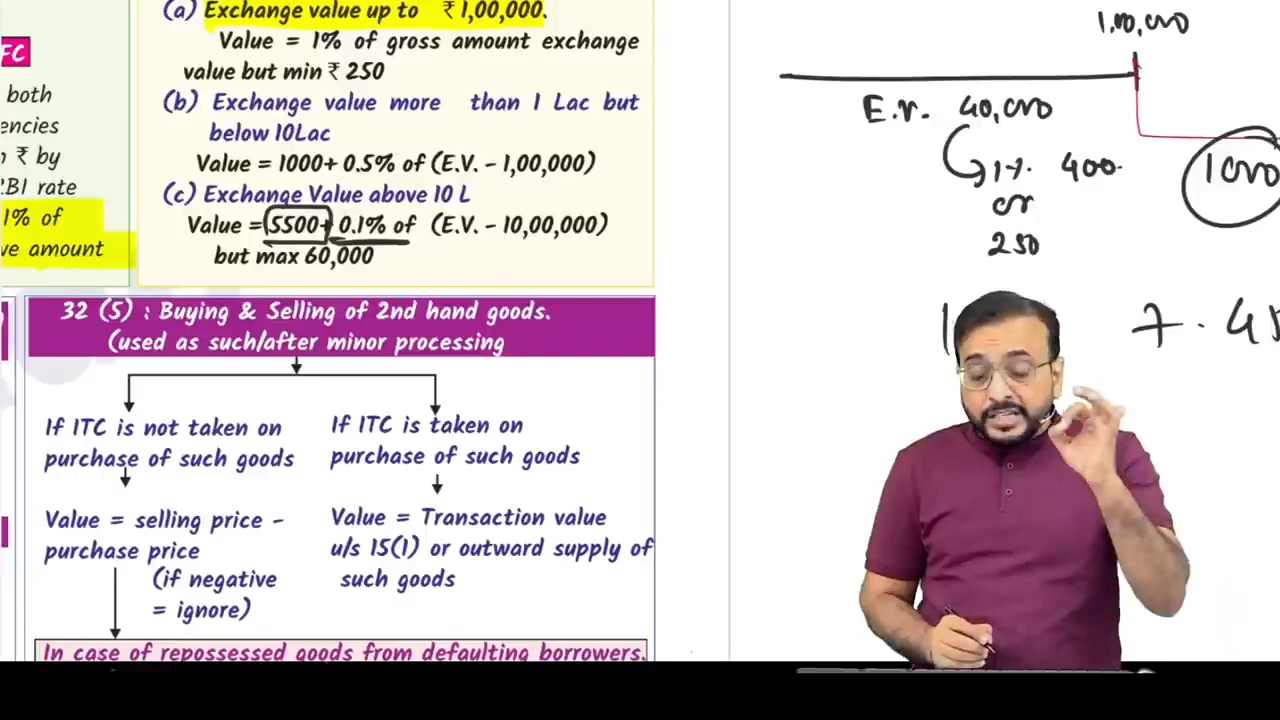 FC
both
encies
₹ by
RBI rate
1% of
ve amount
(a) Exchange value up to ₹ 1,00,000.
Value = 1% of gross amount exchange
value but min ₹ 250
(b) Exchange value more than 1 Lac but
below 10Lac
Value = 1000+ 0.5% of (E.V. - 1,00,000)
(c) Exchange Value above 10 L
Value = 5500+ 0.1% of (E.V. - 10,00,000)
but max 60,000
32 (5) : Buying & Selling of 2nd hand goods.
(used as such/after minor processing
If ITC is not taken on
purchase of such goods
Value = selling price -
purchase price
(if negative
= ignore)
If ITC is taken on
purchase of such goods
Value = Transaction value
u/s 15(1) or outward supply of
such goods
In case of repossessed goods from defaulting borrowers.
1,00,000
E.V. 40,000
1%. 400
or
250
1000
7.45